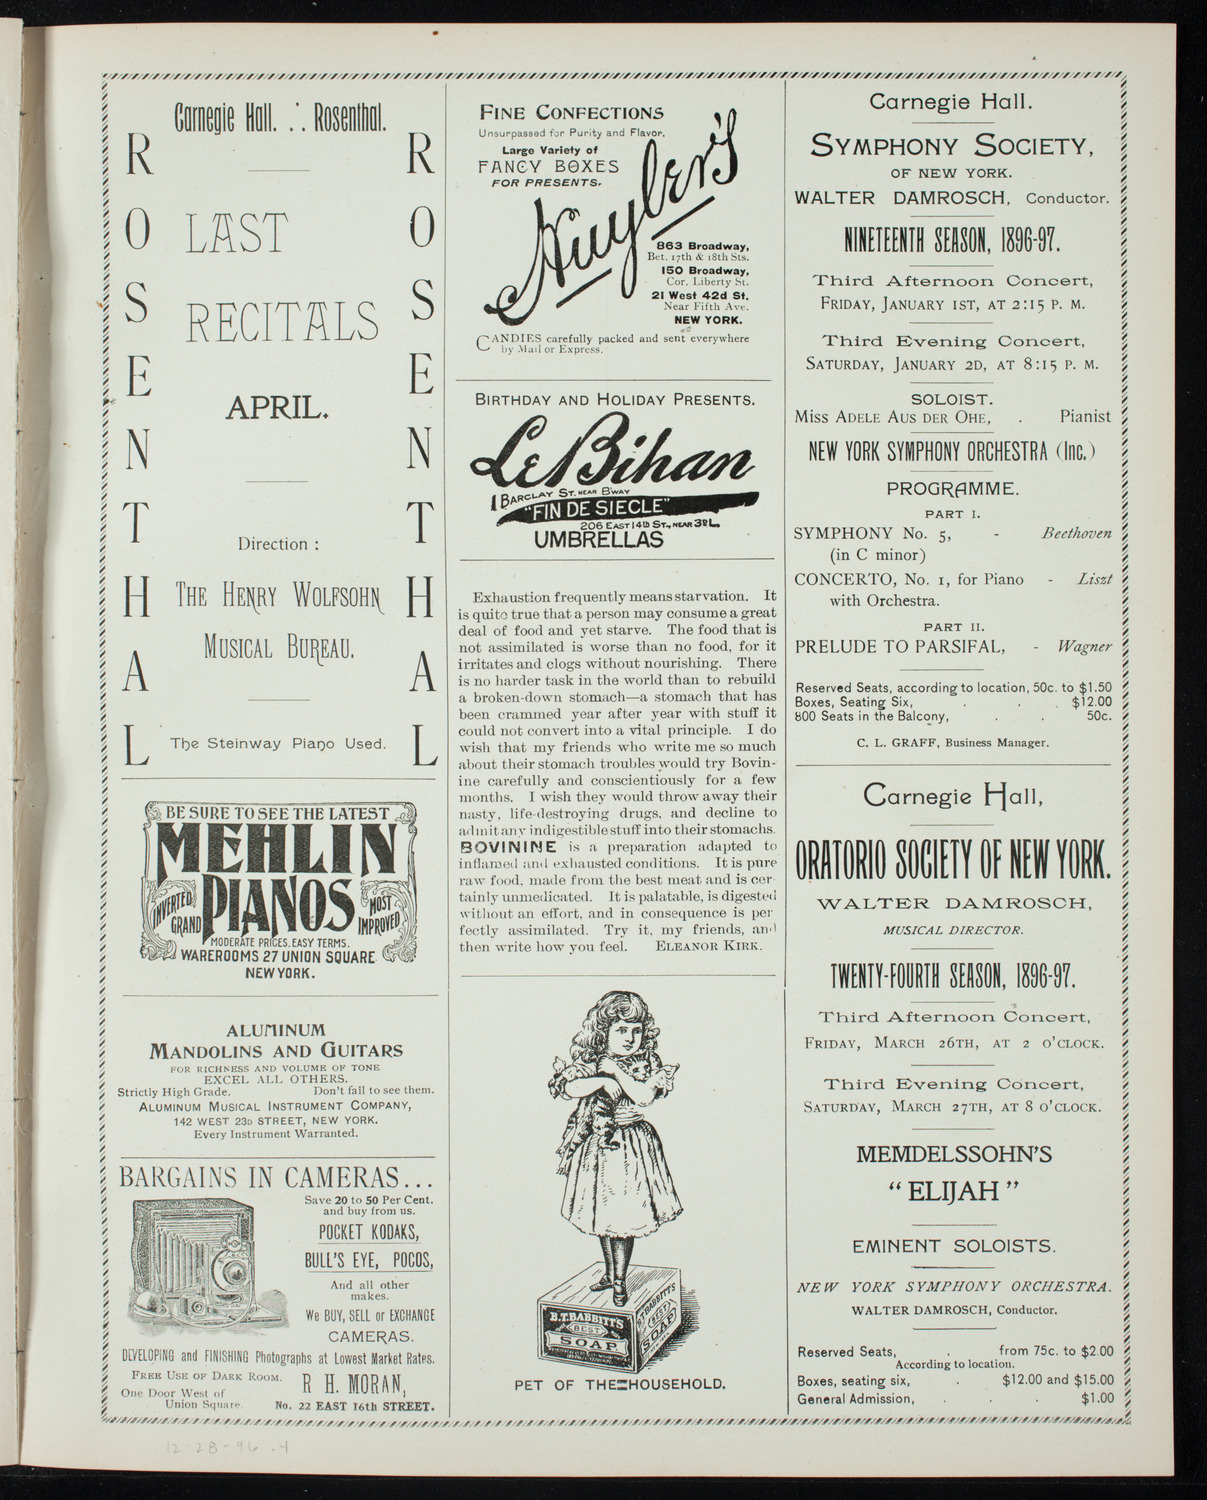 Carnegie Hall. ∴ Rosenthal.
ROSENTHAL
ROSENTHAL
LAST
RECITALS
APRIL.
Direction :
THE HENRY WOLFSOHN
MUSICAL BUREAU.
The Steinway Piano Used.
BE SURE TO SEE THE LATEST
MEHLIN
PIANOS
INVERTED
GRAND
MOST
IMPROVED
MODERATE PRICES. EASY TERMS.
WAREROOMS 27 UNION SQUARE
NEW YORK.
ALUMINUM
MANDOLINS AND GUITARS
FOR RICHNESS AND VOLUME OF TONE
EXCEL ALL OTHERS.
Strictly High Grade. Don't fail to see them.
ALUMINUM MUSICAL INSTRUMENT COMPANY,
142 WEST 23D STREET, NEW YORK.
Every Instrument Warranted.
BARGAINS IN CAMERAS...
Save 20 to 50 Per Cent.
and buy from us.
POCKET KODAKS,
BULL'S EYE, POCOS,
And all other
makes.
We BUY, SELL or EXCHANGE
CAMERAS.
DEVELOPING and FINISHING Photographs at Lowest Market Rates.
FREE USE OF DARK ROOM.
One Door West of
Union Square.
R H. MORAN,
No. 22 EAST 16th STREET.
FINE CONFECTIONS
Unsurpassed for Purity and Flavor.
Large Variety of
FANCY BOXES
FOR PRESENTS.
Huyler's
863 Broadway,
Bet. 17th & 18th Sts.
150 Broadway,
Cor. Liberty St.
21 West 42d St.
Near Fifth Ave.
NEW YORK.
CANDIES carefully packed and sent everywhere
by Mail or Express.
BIRTHDAY AND HOLIDAY PRESENTS.
Le Bihan
1 BARCLAY ST. NEAR B'WAY
"FIN DE SIECLE"
206 EAST 14th ST., NEAR 3D
UMBRELLAS
Exhaustion frequently means starvation. It
is quite true that a person may consume a great
deal of food and yet starve. The food that is
not assimilated is worse than no food, for it
irritates and clogs without nourishing. There
is no harder task in the world than to rebuild
a broken-down stomach—a stomach that has
been crammed year after year with stuff it
could not convert into a vital principle. I do
wish that my friends who write me so much
about their stomach troubles would try Bovin-
ine carefully and conscientiously for a few
months. I wish they would throw away their
nasty, life-destroying drugs, and decline to
admit any indigestible stuff into their stomachs.
BOVININE is a preparation adapted to
inflamed and exhausted conditions. It is pure
raw food, made from the best meat and is cer
tainly unmedicated. It is palatable, is digested
without an effort, and in consequence is per
fectly assimilated. Try it, my friends, and
then write how you feel. ELEANOR KIRK.
B.T. BABBITT'S
BEST
SOAP
B.T. BABBITT'S
BEST
SOAP
PET OF THE HOUSEHOLD.
Carnegie Hall.
SYMPHONY SOCIETY,
OF NEW YORK.
WALTER DAMROSCH, Conductor.
NINETEENTH SEASON, 1896-97.
Third Afternoon Concert,
FRIDAY, JANUARY 1ST, AT 2:15 P. M.
Third Evening Concert,
SATURDAY, JANUARY 2D, AT 8:15 P. M.
SOLOIST.
MISS ADELE AUS DER OHE, . Pianist
NEW YORK SYMPHONY ORCHESTRA (Inc.)
PROGRAMME.
PART I.
SYMPHONY No. 5, - Beethoven
(in C minor)
CONCERTO, No. 1, for Piano - Liszt
with Orchestra.
PART II.
PRELUDE TO PARSIFAL, - Wagner
Reserved Seats, according to location, 50c. to $1.50
Boxes, Seating Six, . . . $12.00
800 Seats in the Balcony, . . 50c.
C. L. GRAFF, Business Manager.
Carnegie Hall,
ORATORIO SOCIETY OF NEW YORK.
WALTER DAMROSCH,
MUSICAL DIRECTOR.
TWENTY-FOURTH SEASON, 1896-97.
Third Afternoon Concert,
FRIDAY, MARCH 26TH, AT 2 O'CLOCK.
Third Evening Concert,
SATURDAY, MARCH 27TH, AT 8 O'CLOCK.
MEMDELSSOHN'S
"ELIJAH"
EMINENT SOLOISTS.
NEW YORK SYMPHONY ORCHESTRA.
WALTER DAMROSCH, Conductor.
Reserved Seats, . from 75c. to $2.00
According to location.
Boxes, seating six, . $12.00 and $15.00
General Admission, . . . $1.00
12-28-96